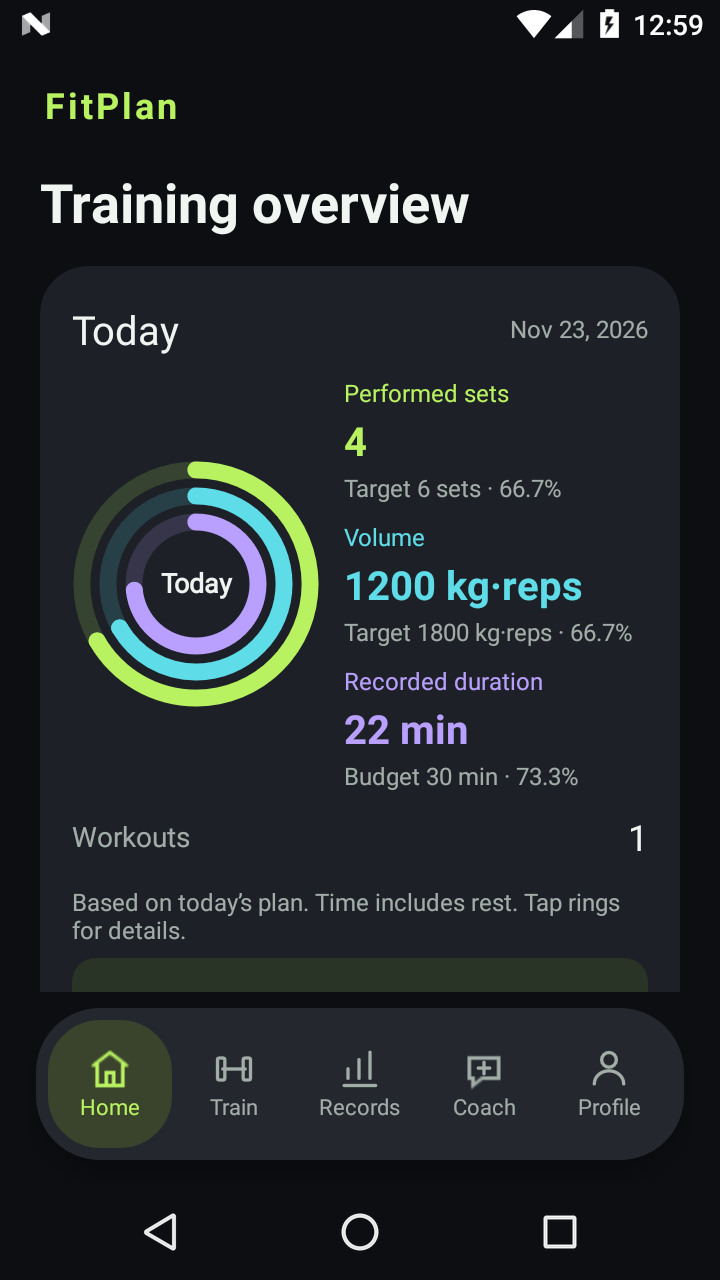 12:59
FitPlan
Training overview
Today
Nov 23, 2026
Performed sets
4
Target 6 sets · 66.7%
Volume
1200 kg·reps
Target 1800 kg·reps · 66.7%
Recorded duration
22 min
Budget 30 min · 73.3%
Today
Workouts
1
Based on today’s plan. Time includes rest. Tap rings
for details.
Home
Train
Records
Coach
Profile